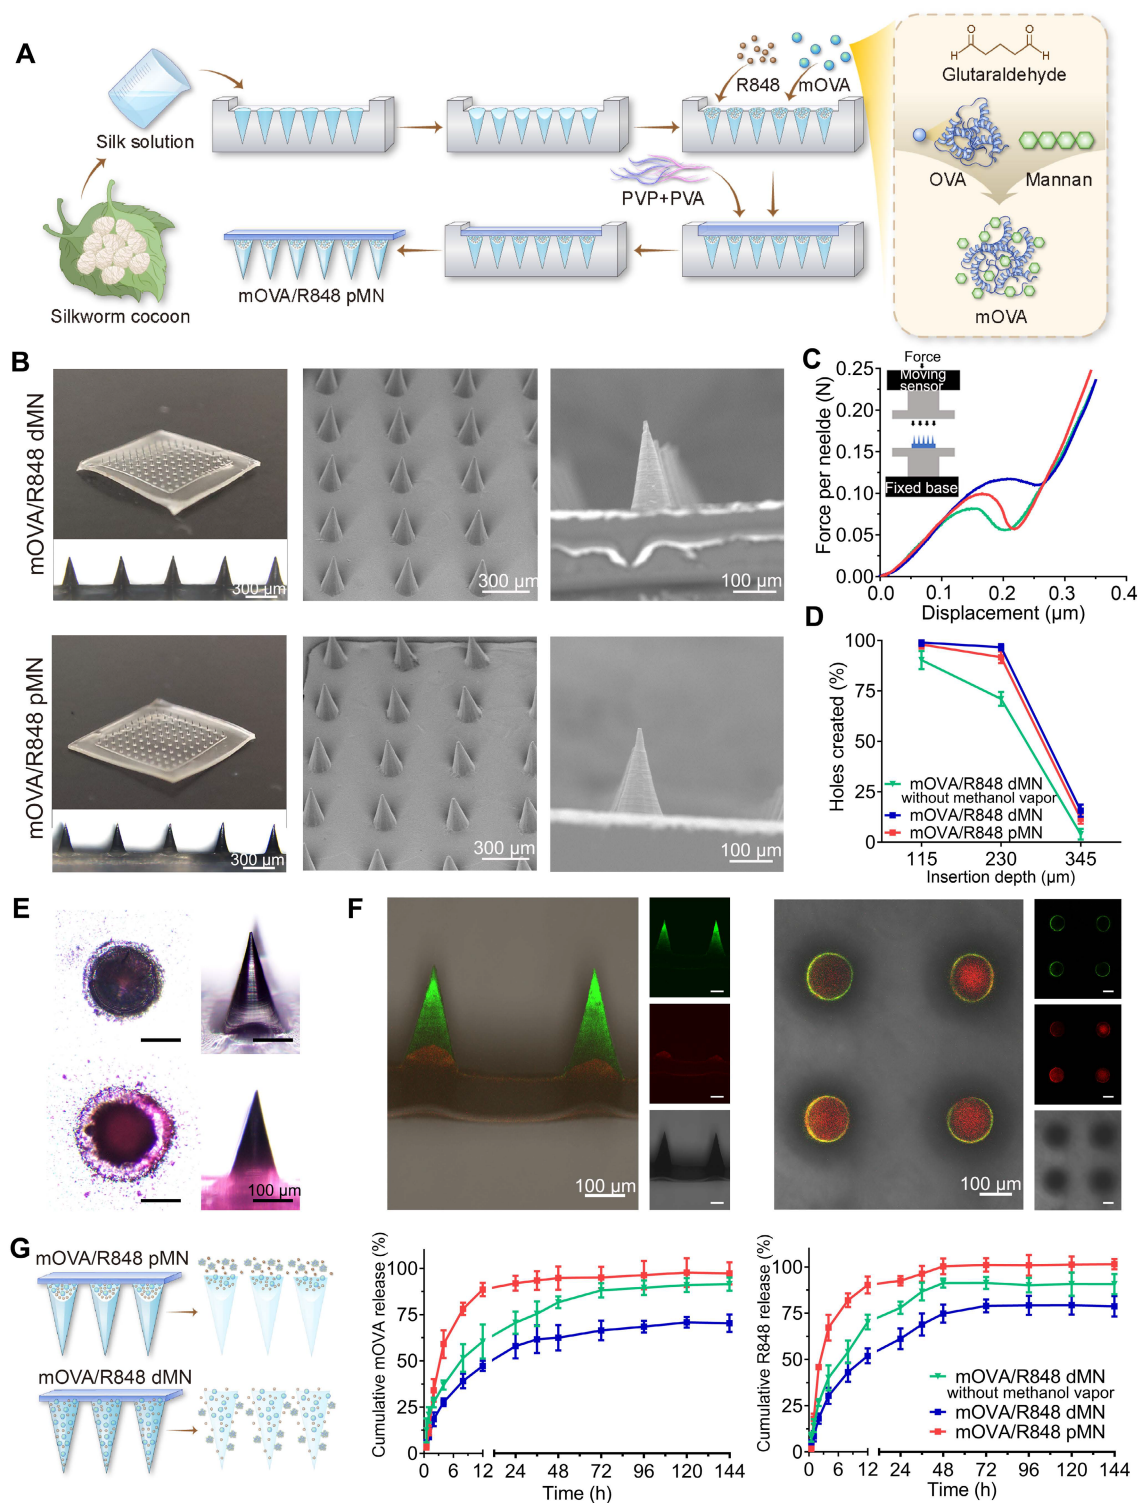 A
Silk solution
Silkworm cocoon
R848
mOVA
PVP+PVA
mOVA/R848 pMN
O
O
H
H
Glutaraldehyde
OVA
Mannan
mOVA
B
mOVA/R848 dMN
300 µm
300 µm
100 µm
mOVA/R848 pMN
300 µm
300 µm
100 µm
C
Force per neelde (N)
0.25
0.20
0.15
0.10
0.05
0.00
Force
Moving
sensor
Fixed base
0.0
0.1
0.2
0.3
0.4
Displacement (µm)
D
Holes created (%)
100
75
50
25
0
mOVA/R848 dMN
without methanol vapor
mOVA/R848 dMN
mOVA/R848 pMN
115
230
345
Insertion depth (µm)
E
100 µm
F
100 µm
100 µm
G
mOVA/R848 pMN
mOVA/R848 dMN
Cumulative mOVA release (%)
100
75
50
25
0
0 6 12 24 48 72 96 120 144
Time (h)
Cumulative R848 release (%)
100
75
50
25
0
mOVA/R848 dMN
without methanol vapor
mOVA/R848 dMN
mOVA/R848 pMN
0 6 12 24 48 72 96 120 144
Time (h)